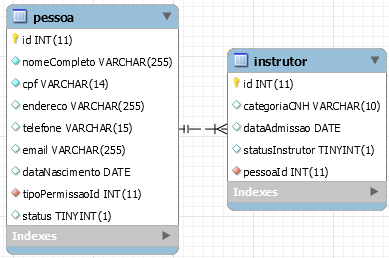 pessoa
id INT(11)
nomeCompleto VARCHAR(255)
cpf VARCHAR(14)
endereco VARCHAR(255)
telefone VARCHAR(15)
email VARCHAR(255)
dataNascimento DATE
tipoPermissaoId INT(11)
status TINYINT(1)
Indexes
instrutor
id INT(11)
categoriaCNH VARCHAR(10)
dataAdmissao DATE
statusInstrutor TINYINT(1)
pessoaId INT(11)
Indexes